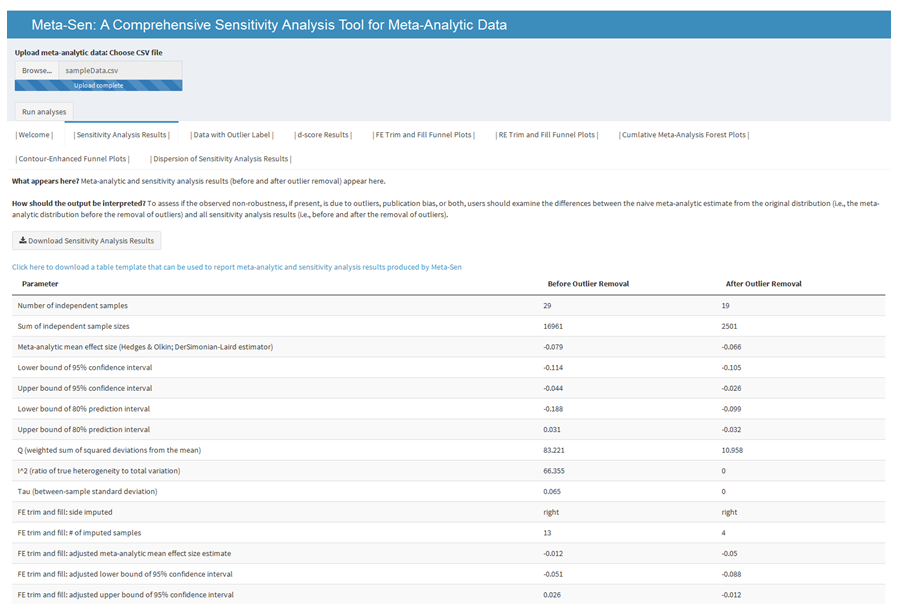 Meta-Sen: A Comprehensive Sensitivity Analysis Tool for Meta-Analytic Data
Upload meta-analytic data: Choose CSV file
Browse... sampleData.csv
Upload complete
Run analyses
| Welcome | | Sensitivity Analysis Results | | Data with Outlier Label | | d-score Results | | FE Trim and Fill Funnel Plots | | RE Trim and Fill Funnel Plots | | Cumlative Meta-Analysis Forest Plots |
| Contour-Enhanced Funnel Plots | | Dispersion of Sensitivity Analysis Results |
What appears here? Meta-analytic and sensitivity analysis results (before and after outlier removal) appear here.
How should the output be interpreted? To assess if the observed non-robustness, if present, is due to outliers, publication bias, or both, users should examine the differences between the naive meta-analytic estimate from the original distribution (i.e., the meta-
analytic distribution before the removal of outliers) and all sensitivity analysis results (i.e., before and after the removal of outliers).
Download Sensitivity Analysis Results
Click here to download a table template that can be used to report meta-analytic and sensitivity analysis results produced by Meta-Sen
Parameter Before Outlier Removal After Outlier Removal
Number of independent samples 29 19
Sum of independent sample sizes 16961 2501
Meta-analytic mean effect size (Hedges & Olkin; DerSimonian-Laird estimator) -0.079 -0.066
Lower bound of 95% confidence interval -0.114 -0.105
Upper bound of 95% confidence interval -0.044 -0.026
Lower bound of 80% prediction interval -0.188 -0.099
Upper bound of 80% prediction interval 0.031 -0.032
Q (weighted sum of squared deviations from the mean) 83.221 10.958
I^2 (ratio of true heterogeneity to total variation) 66.355 0
Tau (between-sample standard deviation) 0.065 0
FE trim and fill: side imputed right right
FE trim and fill: # of imputed samples 13 4
FE trim and fill: adjusted meta-analytic mean effect size estimate -0.012 -0.05
FE trim and fill: adjusted lower bound of 95% confidence interval -0.051 -0.088
FE trim and fill: adjusted upper bound of 95% confidence interval 0.026 -0.012